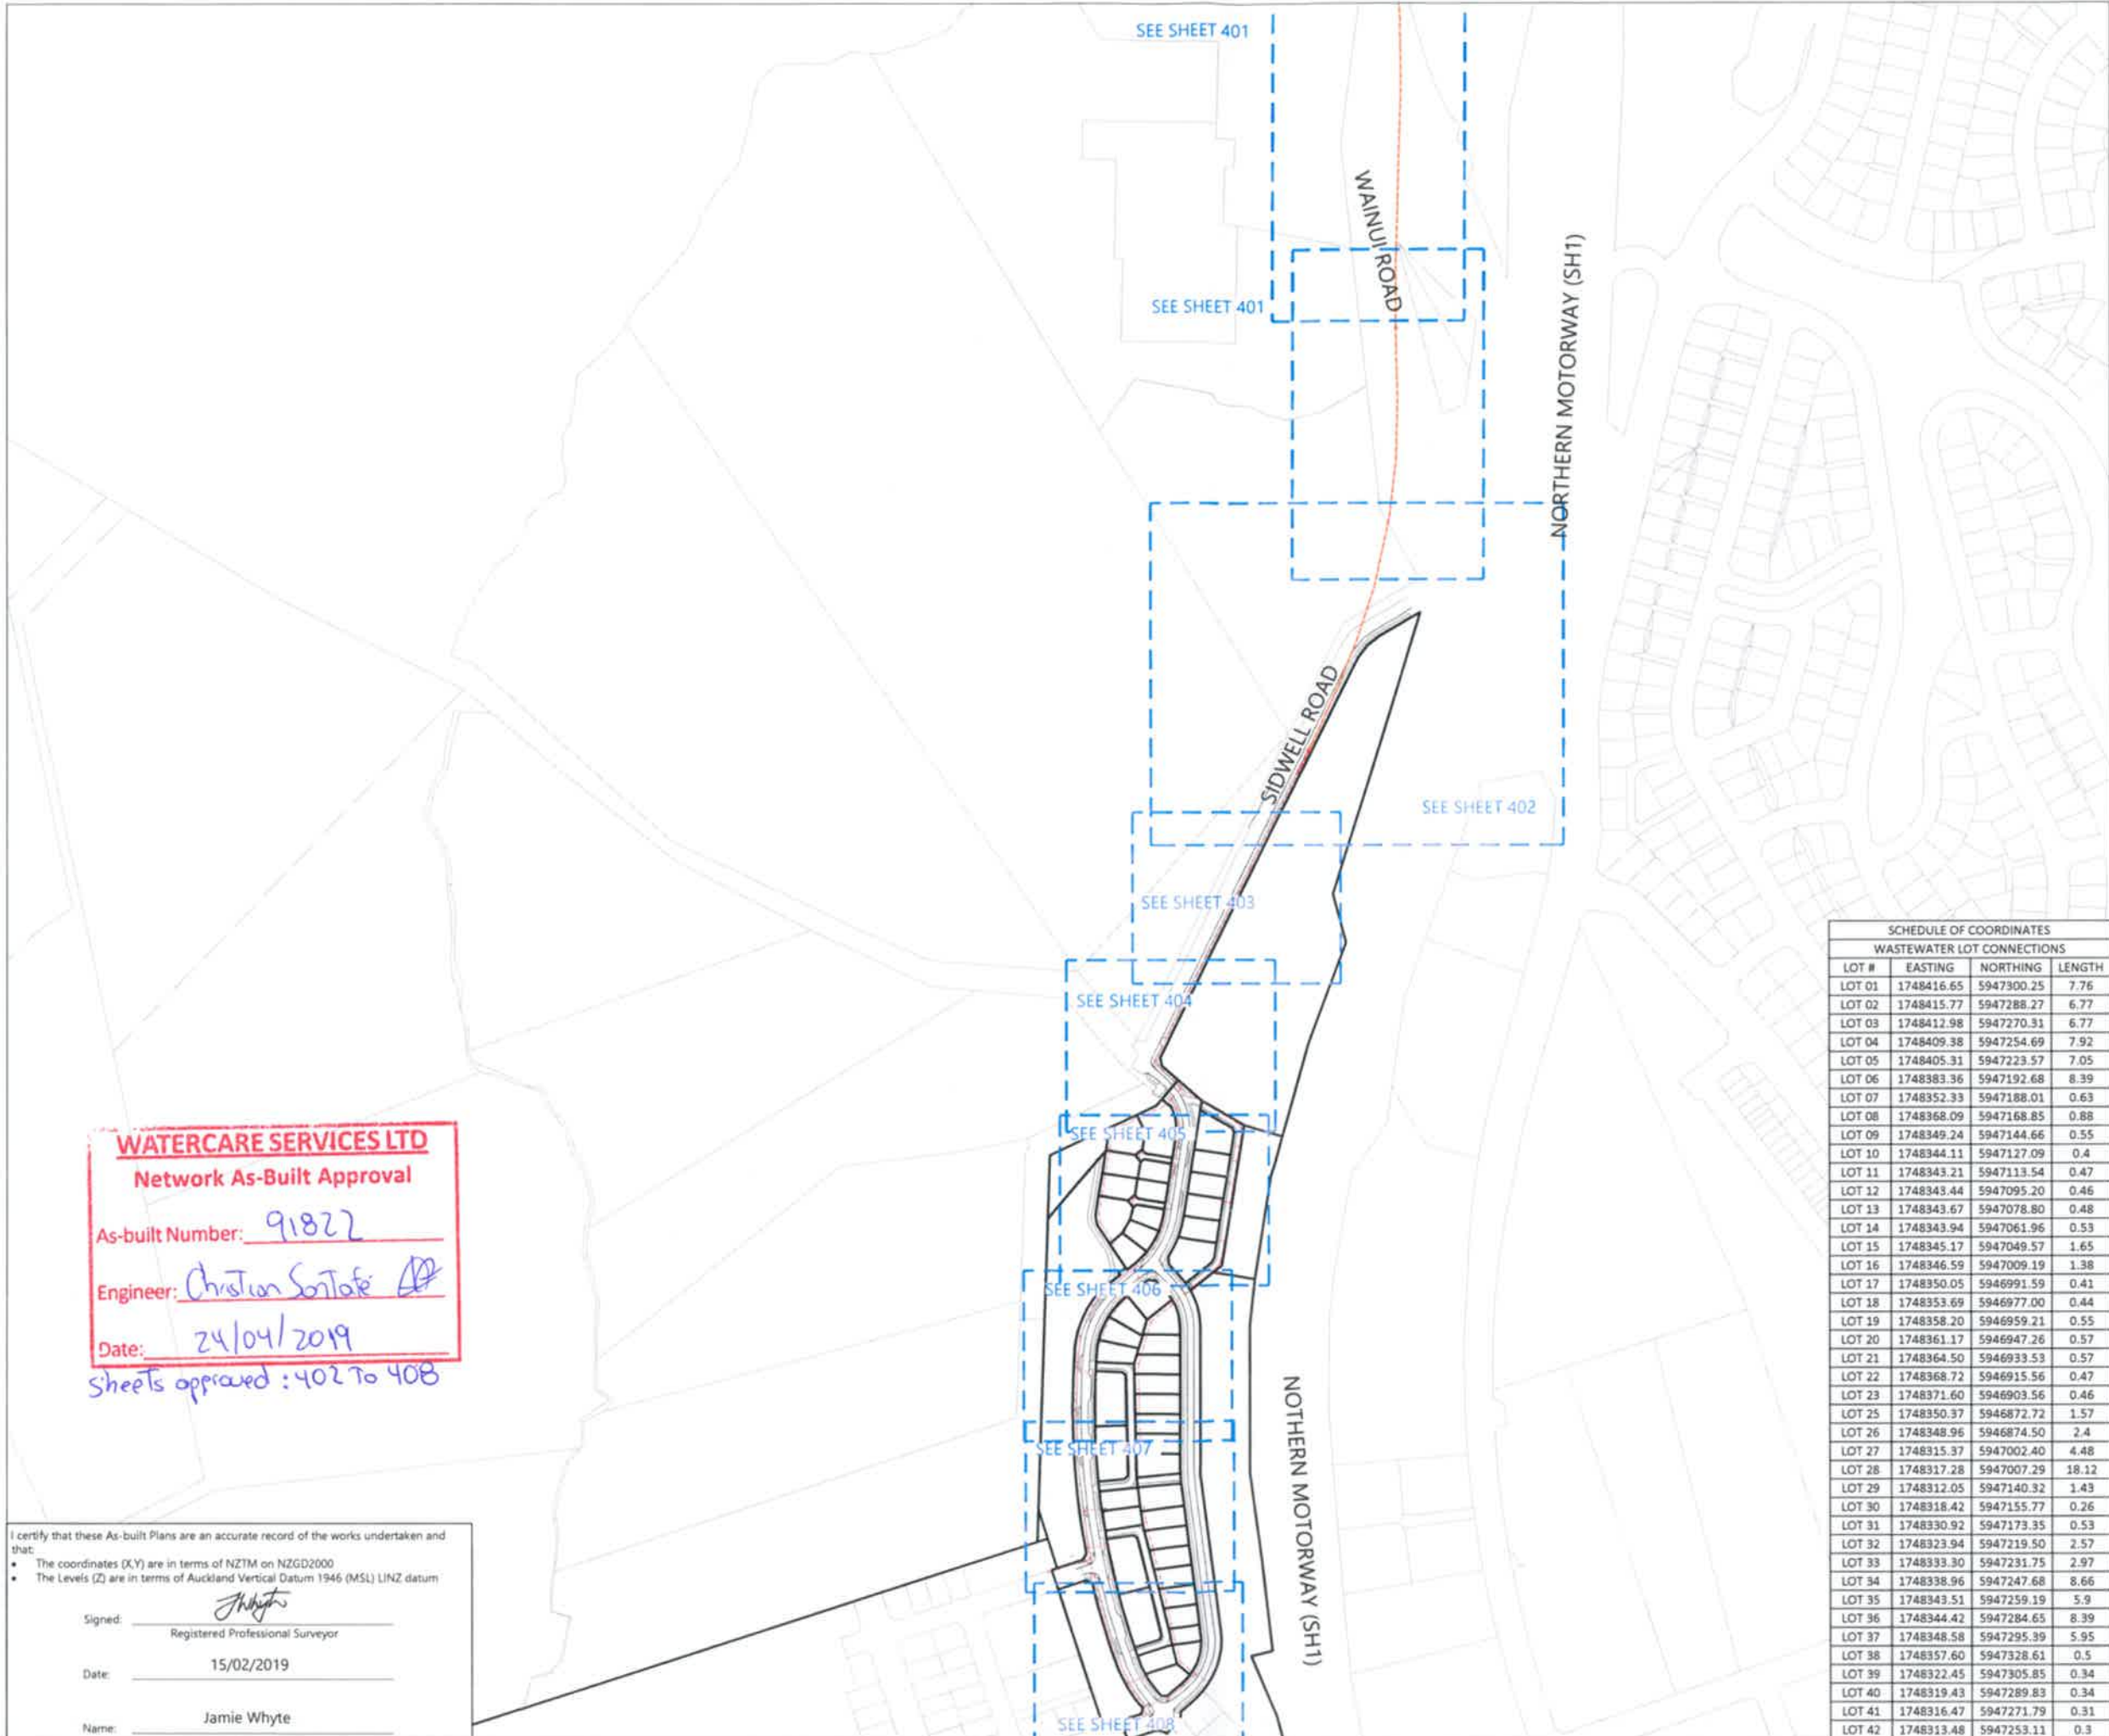 SEE SHEET 401
WAINUI ROAD
SEE SHEET 401
NORTHERN MOTORWAY (SH1)
SIDWELL ROAD
SEE SHEET 402
SEE SHEET 403
SEE SHEET 404
SEE SHEET 405
SEE SHEET 406
SEE SHEET 407
NOTHERN MOTORWAY (SH1)
SEE SHEET 408
WATERCARE SERVICES LTD
Network As-Built Approval
As-built Number: 91822
Engineer: Christian Santafé
Date: 24/04/2019
Sheets approved : 402 To 408
I certify that these As-built Plans are an accurate record of the works undertaken and
that:
• The coordinates (X,Y) are in terms of NZTM on NZGD2000
• The Levels (Z) are in terms of Auckland Vertical Datum 1946 (MSL) LINZ datum
Signed: JWhyte
Registered Professional Surveyor
Date: 15/02/2019
Name: Jamie Whyte
SCHEDULE OF COORDINATES
WASTEWATER LOT CONNECTIONS
LOT # EASTING NORTHING LENGTH
LOT 01 1748416.65 5947300.25 7.76
LOT 02 1748415.77 5947288.27 6.77
LOT 03 1748412.98 5947270.31 6.77
LOT 04 1748409.38 5947254.69 7.92
LOT 05 1748405.31 5947223.57 7.05
LOT 06 1748383.36 5947192.68 8.39
LOT 07 1748352.33 5947188.01 0.63
LOT 08 1748368.09 5947168.85 0.88
LOT 09 1748349.24 5947144.66 0.55
LOT 10 1748344.11 5947127.09 0.4
LOT 11 1748343.21 5947113.54 0.47
LOT 12 1748343.44 5947095.20 0.46
LOT 13 1748343.67 5947078.80 0.48
LOT 14 1748343.94 5947061.96 0.53
LOT 15 1748345.17 5947049.57 1.65
LOT 16 1748346.59 5947009.19 1.38
LOT 17 1748350.05 5946991.59 0.41
LOT 18 1748353.69 5946977.00 0.44
LOT 19 1748358.20 5946959.21 0.55
LOT 20 1748361.17 5946947.26 0.57
LOT 21 1748364.50 5946933.53 0.57
LOT 22 1748368.72 5946915.56 0.47
LOT 23 1748371.60 5946903.56 0.46
LOT 25 1748350.37 5946872.72 1.57
LOT 26 1748348.96 5946874.50 2.4
LOT 27 1748315.37 5947002.40 4.48
LOT 28 1748317.28 5947007.29 18.12
LOT 29 1748312.05 5947140.32 1.43
LOT 30 1748318.42 5947155.77 0.26
LOT 31 1748330.92 5947173.35 0.53
LOT 32 1748323.94 5947219.50 2.57
LOT 33 1748333.30 5947231.75 2.97
LOT 34 1748338.96 5947247.68 8.66
LOT 35 1748343.51 5947259.19 5.9
LOT 36 1748344.42 5947284.65 8.39
LOT 37 1748348.58 5947295.39 5.95
LOT 38 1748357.60 5947328.61 0.5
LOT 39 1748322.45 5947305.85 0.34
LOT 40 1748319.43 5947289.83 0.34
LOT 41 1748316.47 5947271.79 0.31
LOT 42 1748313.48 5947253.11 0.3